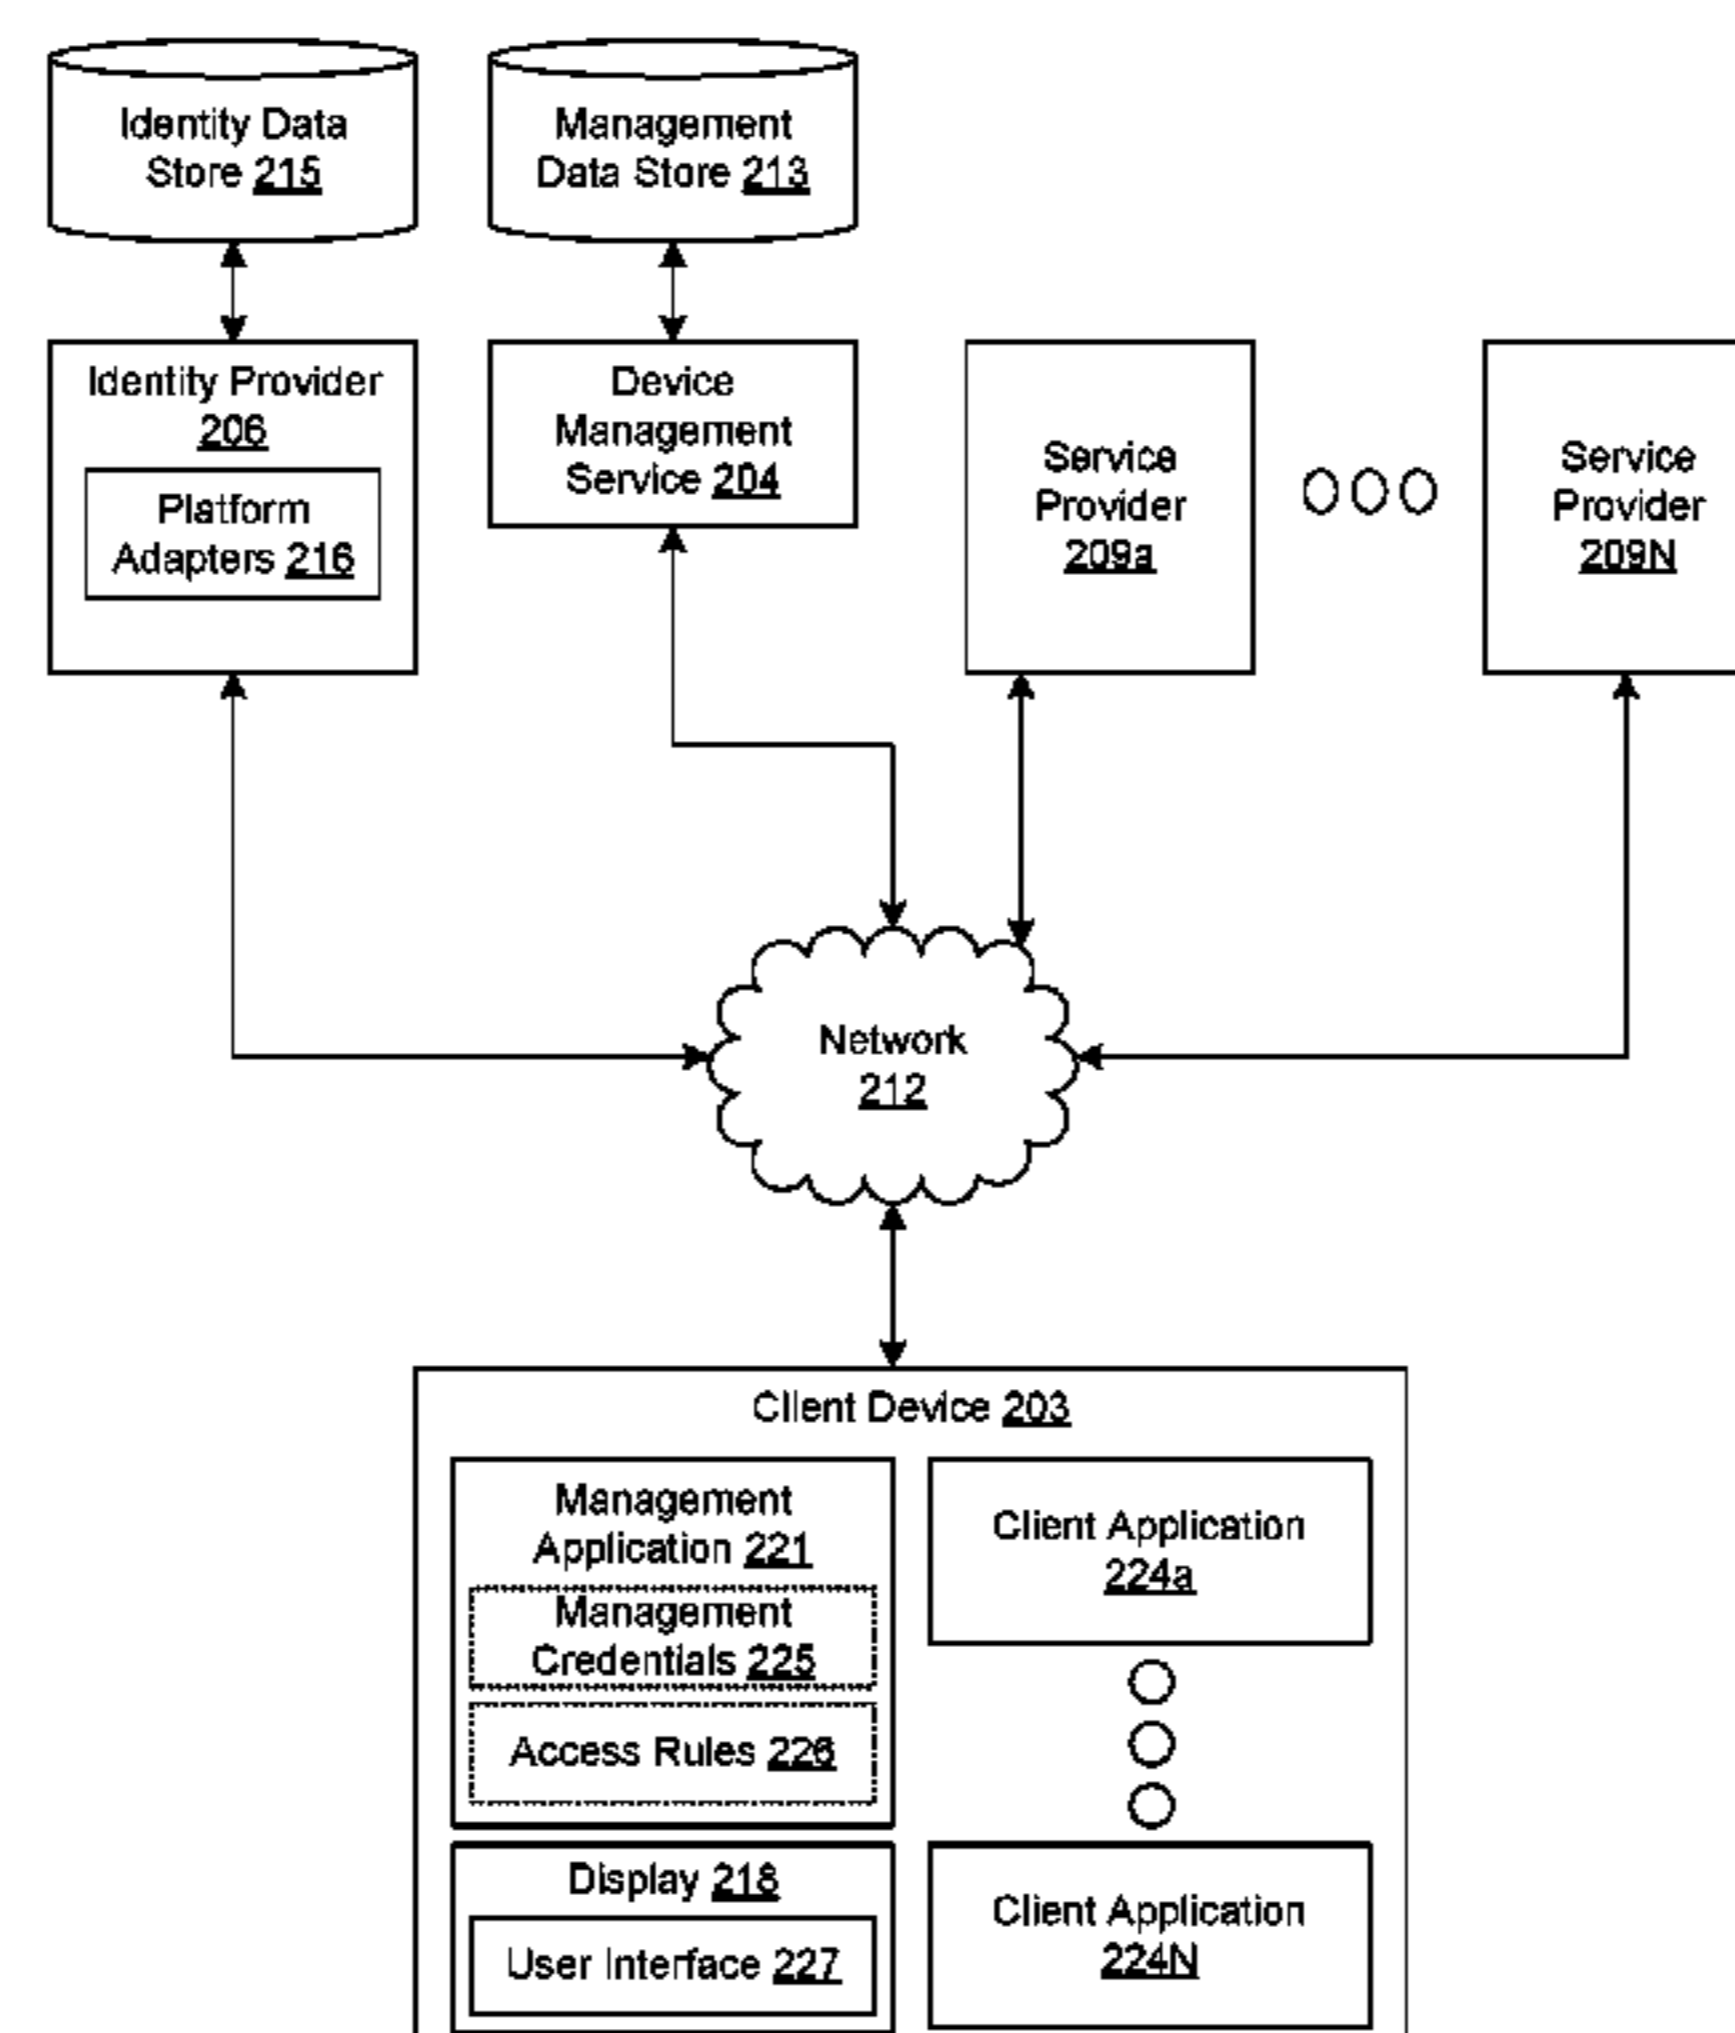 Identity Data
Store 215
Management
Data Store 213
Identity Provider
206
Platform
Adapters 216
Device
Management
Service 204
Service
Provider
209a
Service
Provider
209N
Network
212
Client Device 203
Management
Application 221
Management
Credentials 225
Access Rules 226
Client Application
224a
Display 218
User Interface 227
Client Application
224N